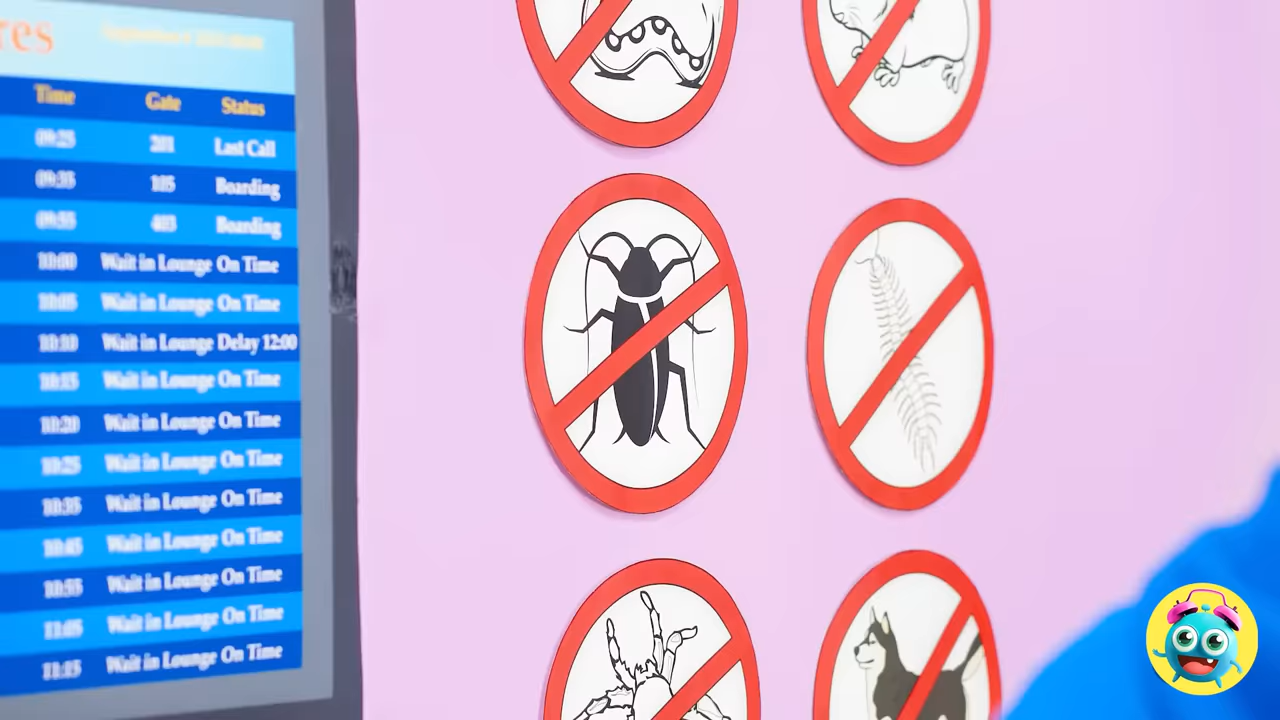 res
Time Gate Status
09:25 201 Last Call
09:35 105 Boarding
09:55 403 Boarding
10:00 Wait in Lounge On Time
10:05 Wait in Lounge On Time
10:10 Wait in Lounge Delay 12:00
10:15 Wait in Lounge On Time
10:20 Wait in Lounge On Time
10:25 Wait in Lounge On Time
10:35 Wait in Lounge On Time
10:45 Wait in Lounge On Time
10:55 Wait in Lounge On Time
11:05 Wait in Lounge On Time
11:15 Wait in Lounge On Time